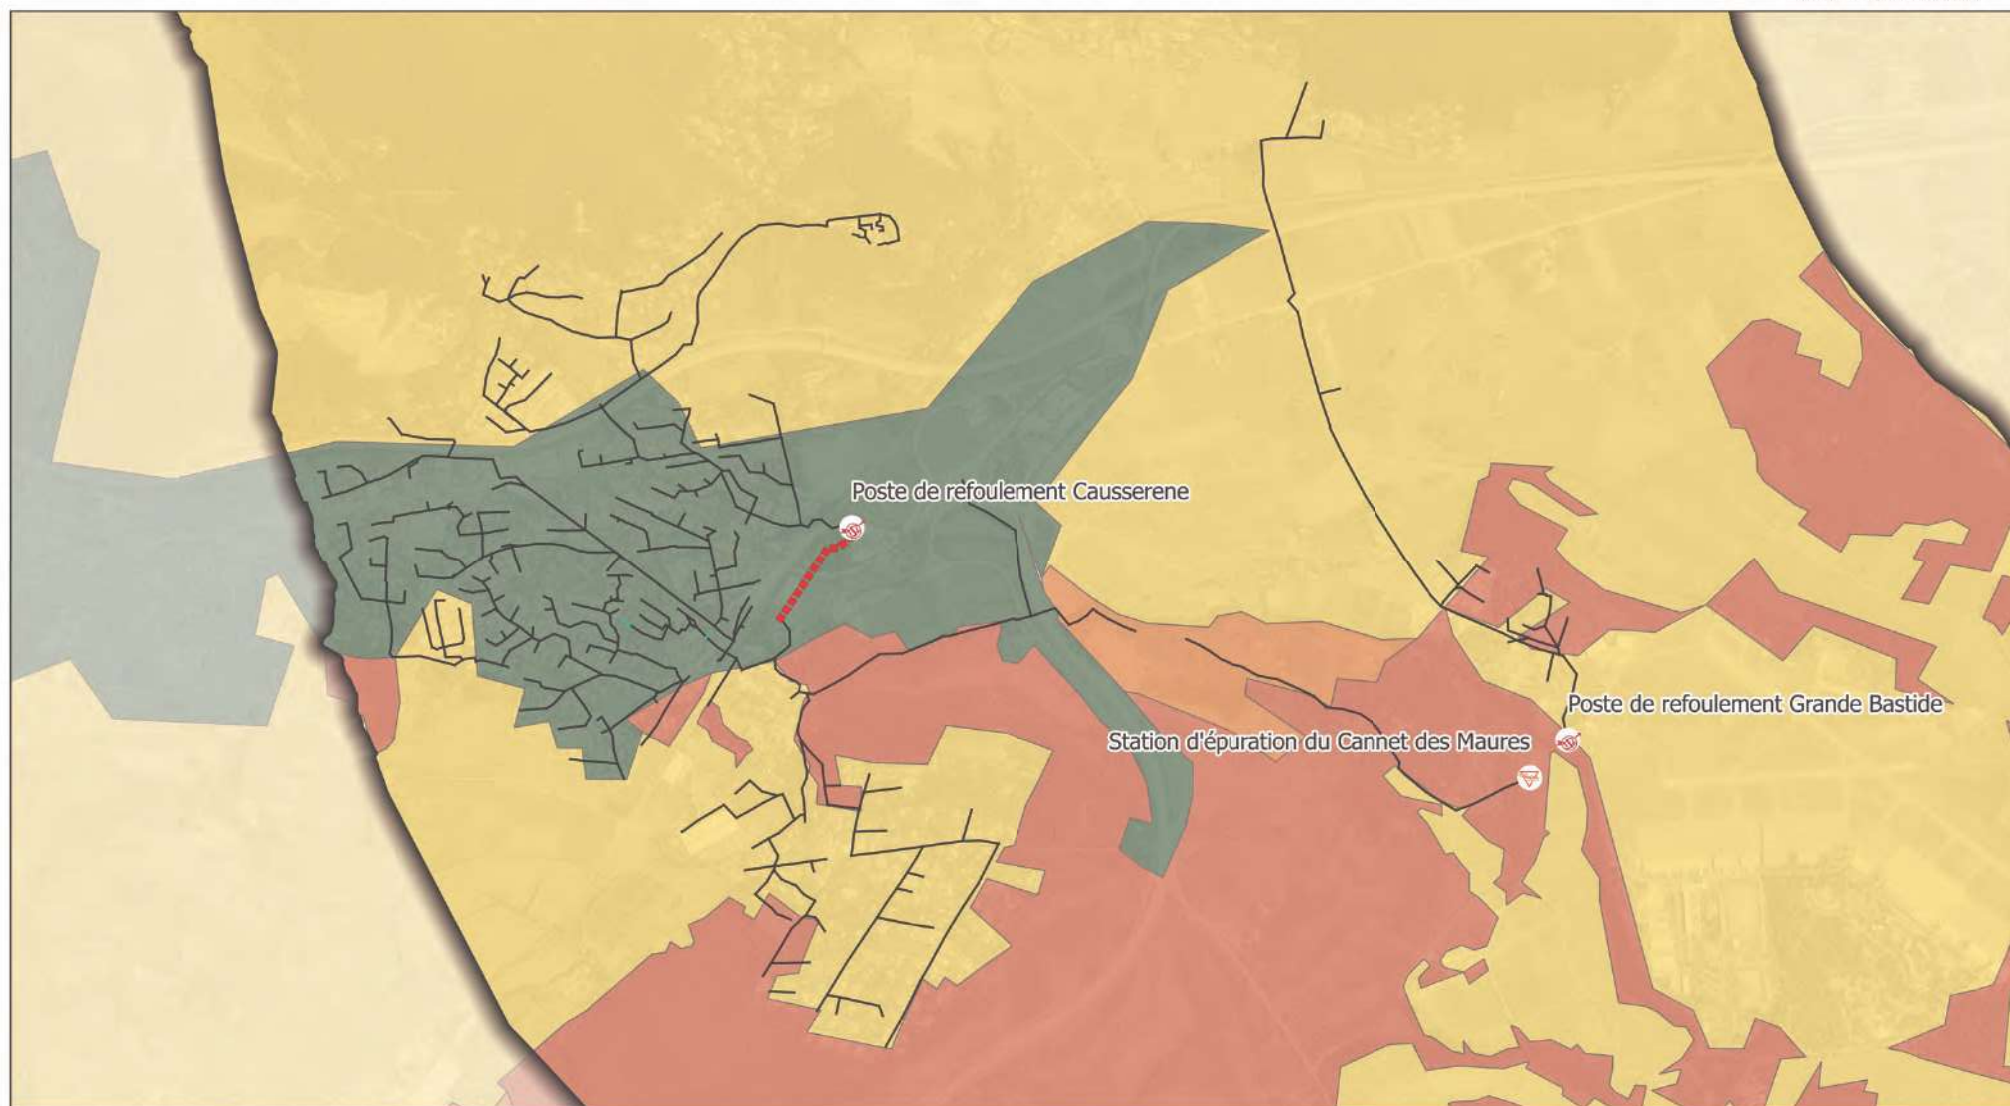 Poste de refoulement Causserene
Poste de refoulement Grande Bastide
Station d'épuration du Cannet des Maures